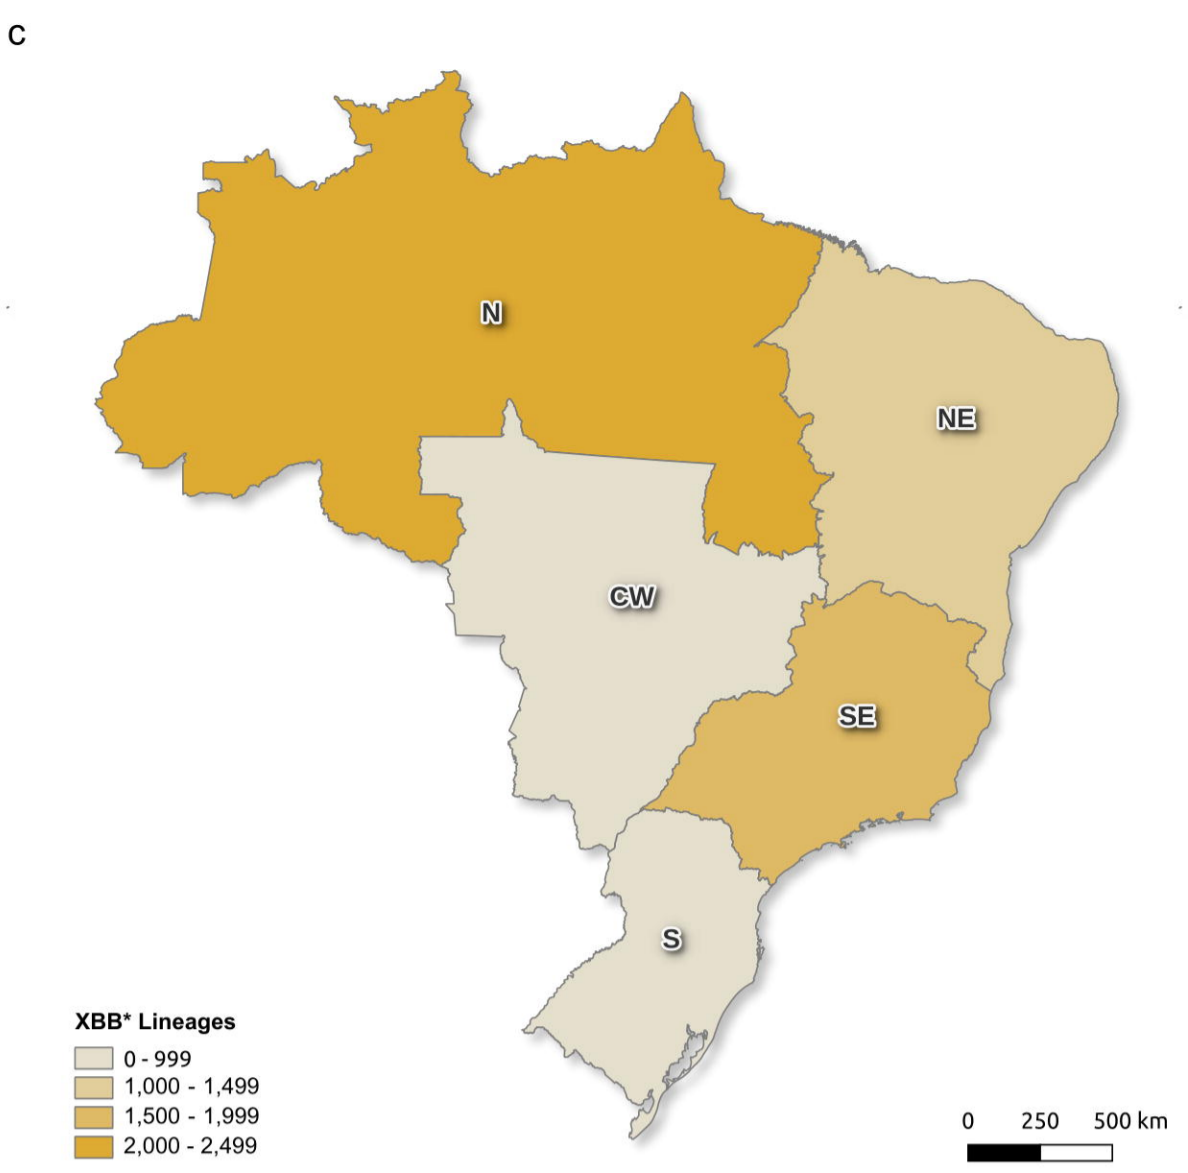 c
N
NE
CW
SE
S
XBB* Lineages
0 - 999
1,000 - 1,499
1,500 - 1,999
2,000 - 2,499
0 250 500 km